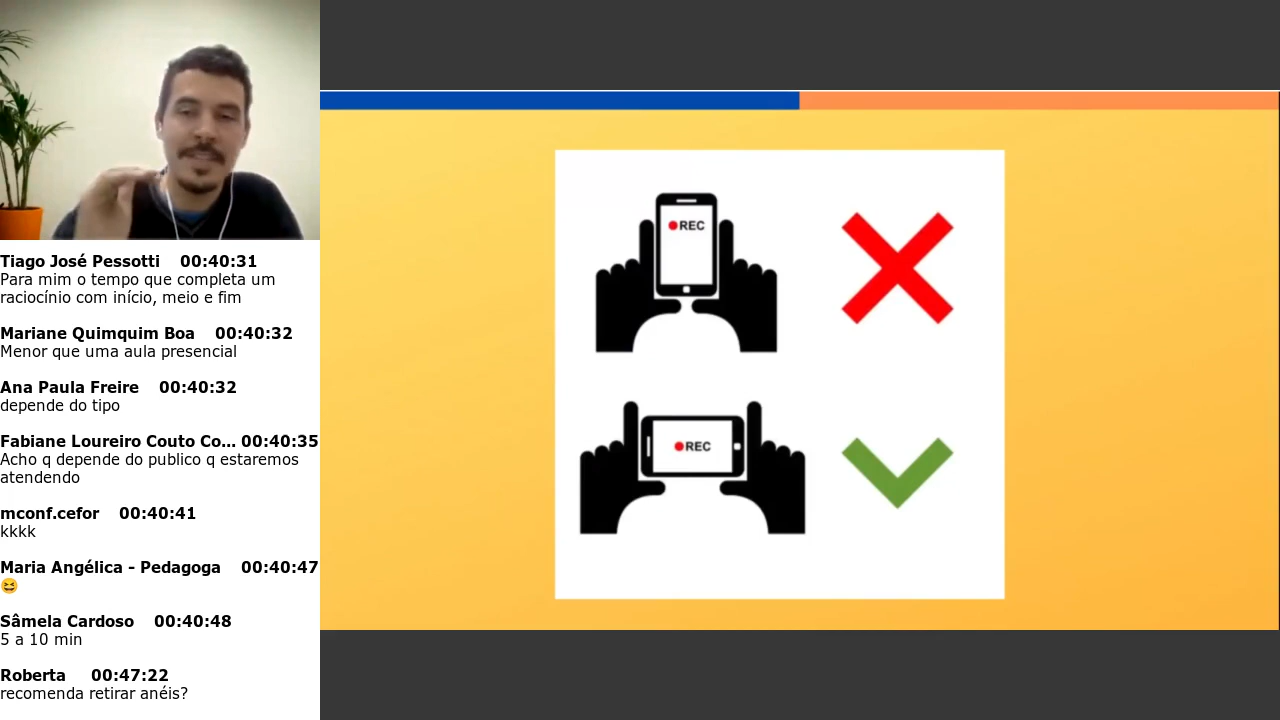 Tiago José Pessotti 00:40:31
Para mim o tempo que completa um
raciocínio com início, meio e fim
Mariane Quimquim Boa 00:40:32
Menor que uma aula presencial
Ana Paula Freire 00:40:32
depende do tipo
Fabiane Loureiro Couto Co... 00:40:35
Acho q depende do publico q estaremos
atendendo
mconf.cefor 00:40:41
kkkk
Maria Angélica - Pedagoga 00:40:47
😆
Sâmela Cardoso 00:40:48
5 a 10 min
Roberta 00:47:22
recomenda retirar anéis?
REC
REC